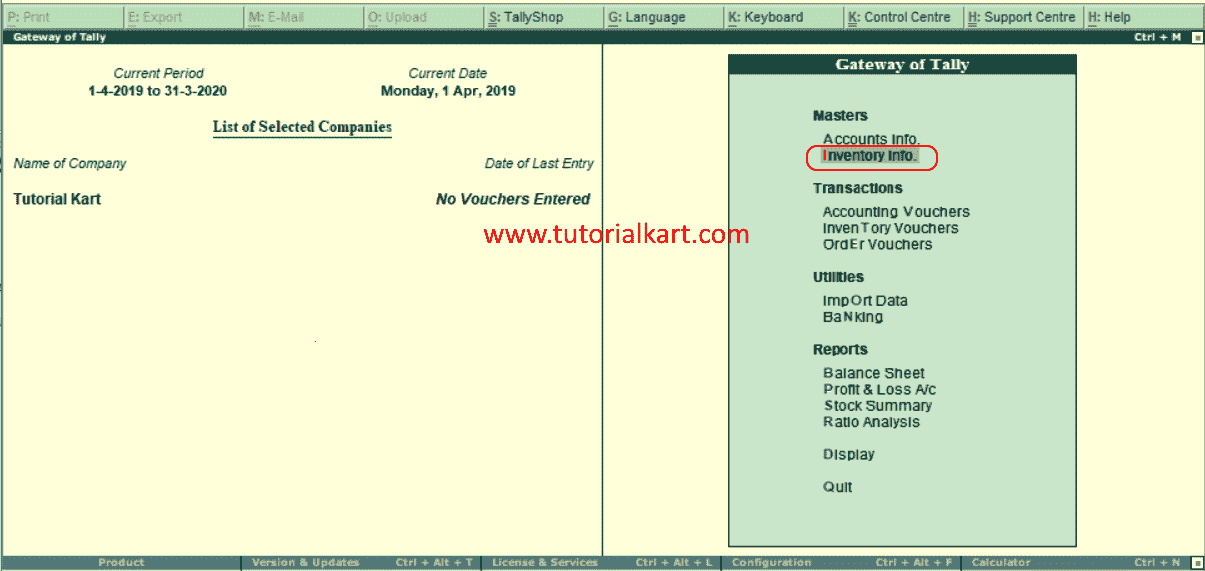 P: Print E: Export M: E-Mail O: Upload S: TallyShop G: Language K: Keyboard K: Control Centre H: Support Centre H: Help
Gateway of Tally Ctrl + M
Current Period Current Date
1-4-2019 to 31-3-2020 Monday, 1 Apr, 2019
List of Selected Companies
Name of Company Date of Last Entry
Tutorial Kart No Vouchers Entered
www.tutorialkart.com
Gateway of Tally
Masters
Accounts Info.
Inventory Info.
Transactions
Accounting Vouchers
InvenTory Vouchers
OrdEr Vouchers
Utilities
ImpOrt Data
BaNking
Reports
Balance Sheet
Profit & Loss A/c
Stock Summary
Ratio Analysis
Display
Quit
Product Version & Updates Ctrl + Alt + T License & Services Ctrl + Alt + L Configuration Ctrl + Alt + F Calculator Ctrl + N